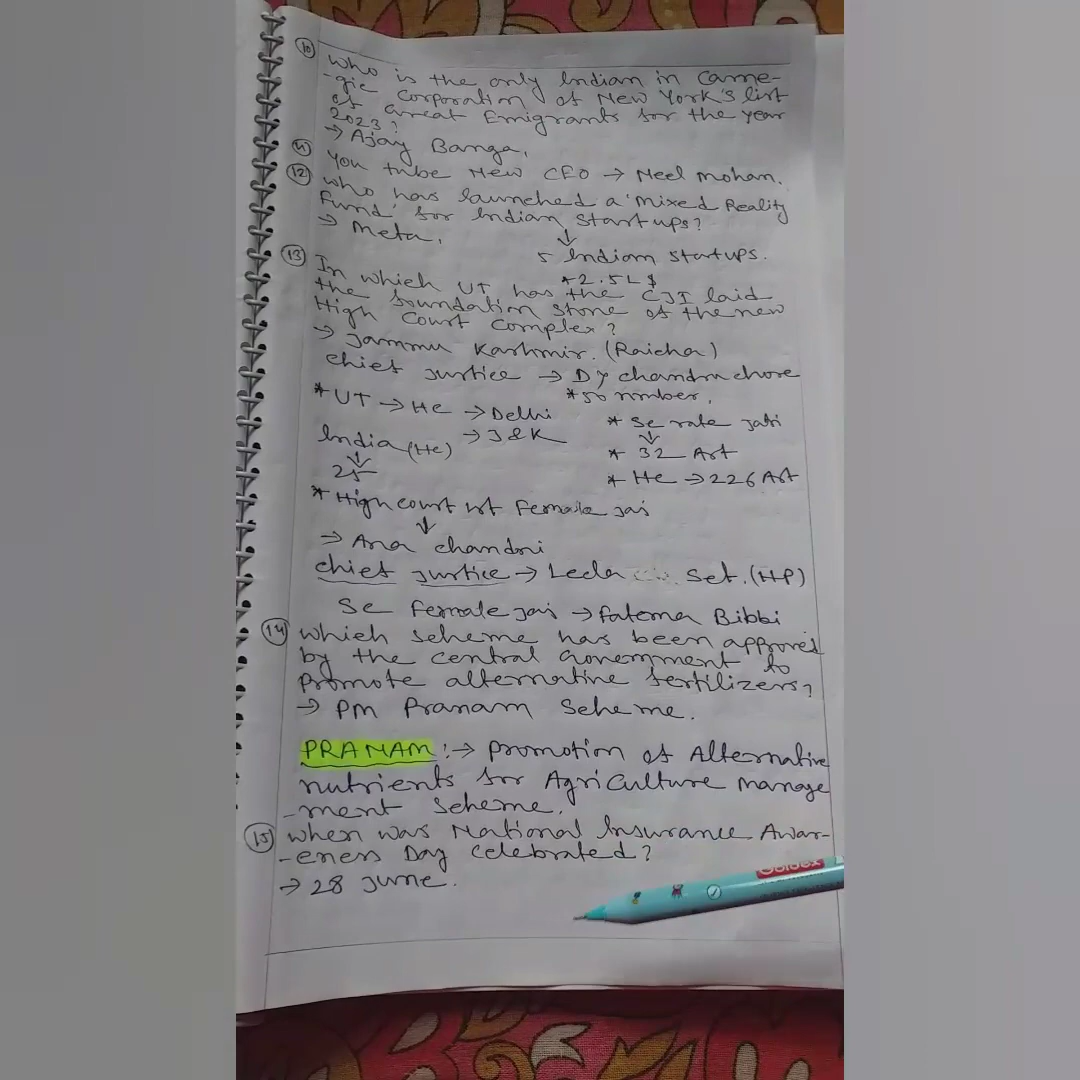 10 Who is the only Indian in Carne-
-gie Corporation of New York's list
of Great Emigrants for the year
2023?
→ Ajay Banga.
11 You tube New CEO → Neel Mohan.
12 Who has launched a 'Mixed Reality
Fund' for Indian Startups?
→ Meta.
↓
5 Indian Startups.
* 2.5L $
13 In which UT has the CJI laid
the foundation stone of the new
High Court Complex?
→ Jammu Kashmir. (Raicha)
Chief Justice → DY Chandrachore
* 50 number.
* UT → Hc → Delhi
→ J&K
* Sc rate jabi
↓
* 32 Art
India (Hc)
↓
25
* Hc → 226 Art
* High court 1st Female jai
↓
→ Ana Chandni
Chief Justice → Leela Set. (HP)
Sc Female jai → Fatema Bibbi
14 Which scheme has been approved
by the Central Government to
Promote alternative fertilizers?
→ PM Pranam Scheme.
PRANAM :→ Promotion of Alternative
nutrients for Agriculture manage
-ment Scheme.
15 When was National Insurance Awar-
-eness Day Celebrated?
→ 28 June.
Goldex